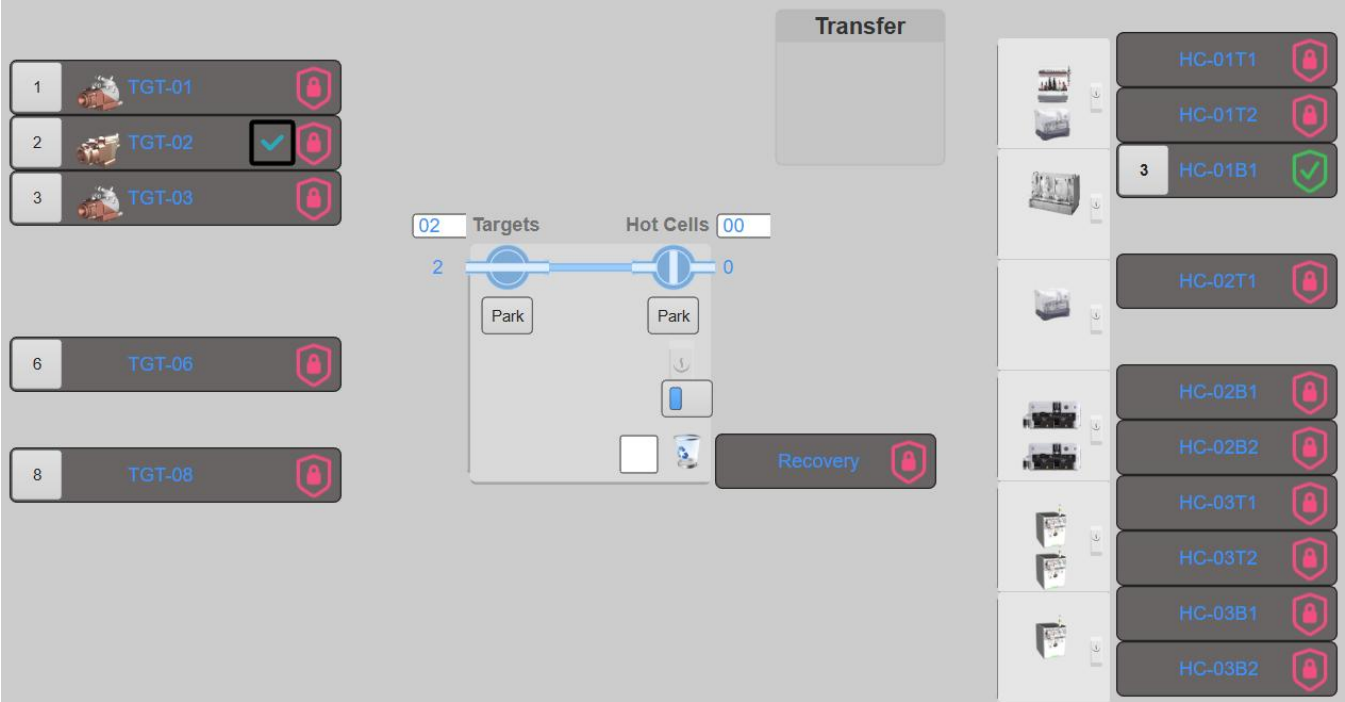 Transfer
1 TGT-01
2 TGT-02
3 TGT-03
6 TGT-06
8 TGT-08
02 Targets Hot Cells 00
2 0
Park Park
Recovery
HC-01T1
HC-01T2
3 HC-01B1
HC-02T1
HC-02B1
HC-02B2
HC-03T1
HC-03T2
HC-03B1
HC-03B2